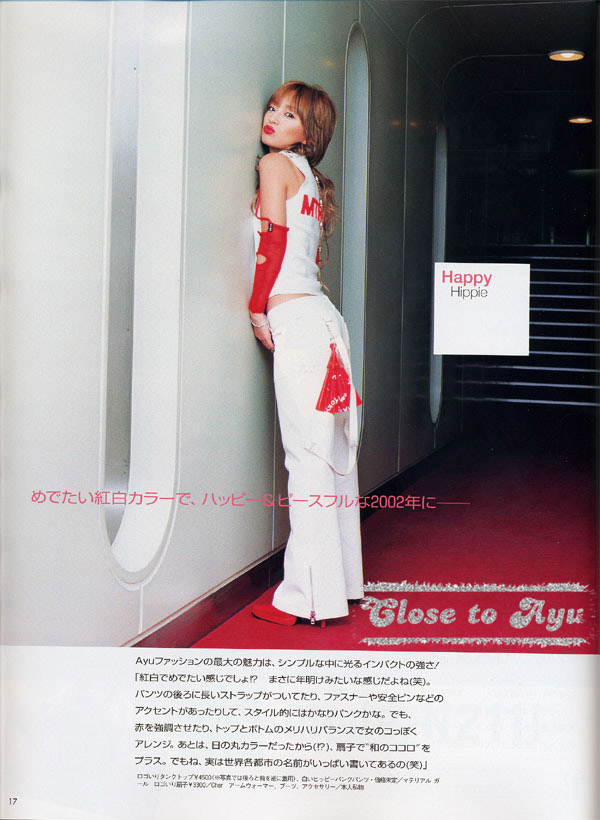 MTR
Happy
Hippie
めでたい紅白カラーで、ハッピー&ピースフルな2002年に──
Close to Ayu
Ayuファッションの最大の魅力は、シンプルな中に光るインパクトの強さ!
「紅白でめでたい感じでしょ!? まさに年明けみたいな感じだよね(笑)。
パンツの後ろに長いストラップがついてたり、ファスナーや安全ピンなどの
アクセントがあったりして、スタイル的にはかなりパンクかな。でも、
赤を強調させたり、トップとボトムのメリハリバランスで女のコっぽく
アレンジ。あとは、日の丸カラーだったから(!?)、扇子で“和のココロ”を
プラス。でもね、実は世界各都市の名前がいっぱい書いてあるの(笑)」
ロゴいりタンクトップ¥4500(※写真では後ろと前を逆に着用)、白いヒッピーバンクパンツ・価格未定/マテリアル ガ
ール ロゴいり扇子¥3900/Cher アームウォーマー、ブーツ、アクセサリー/本人私物
17